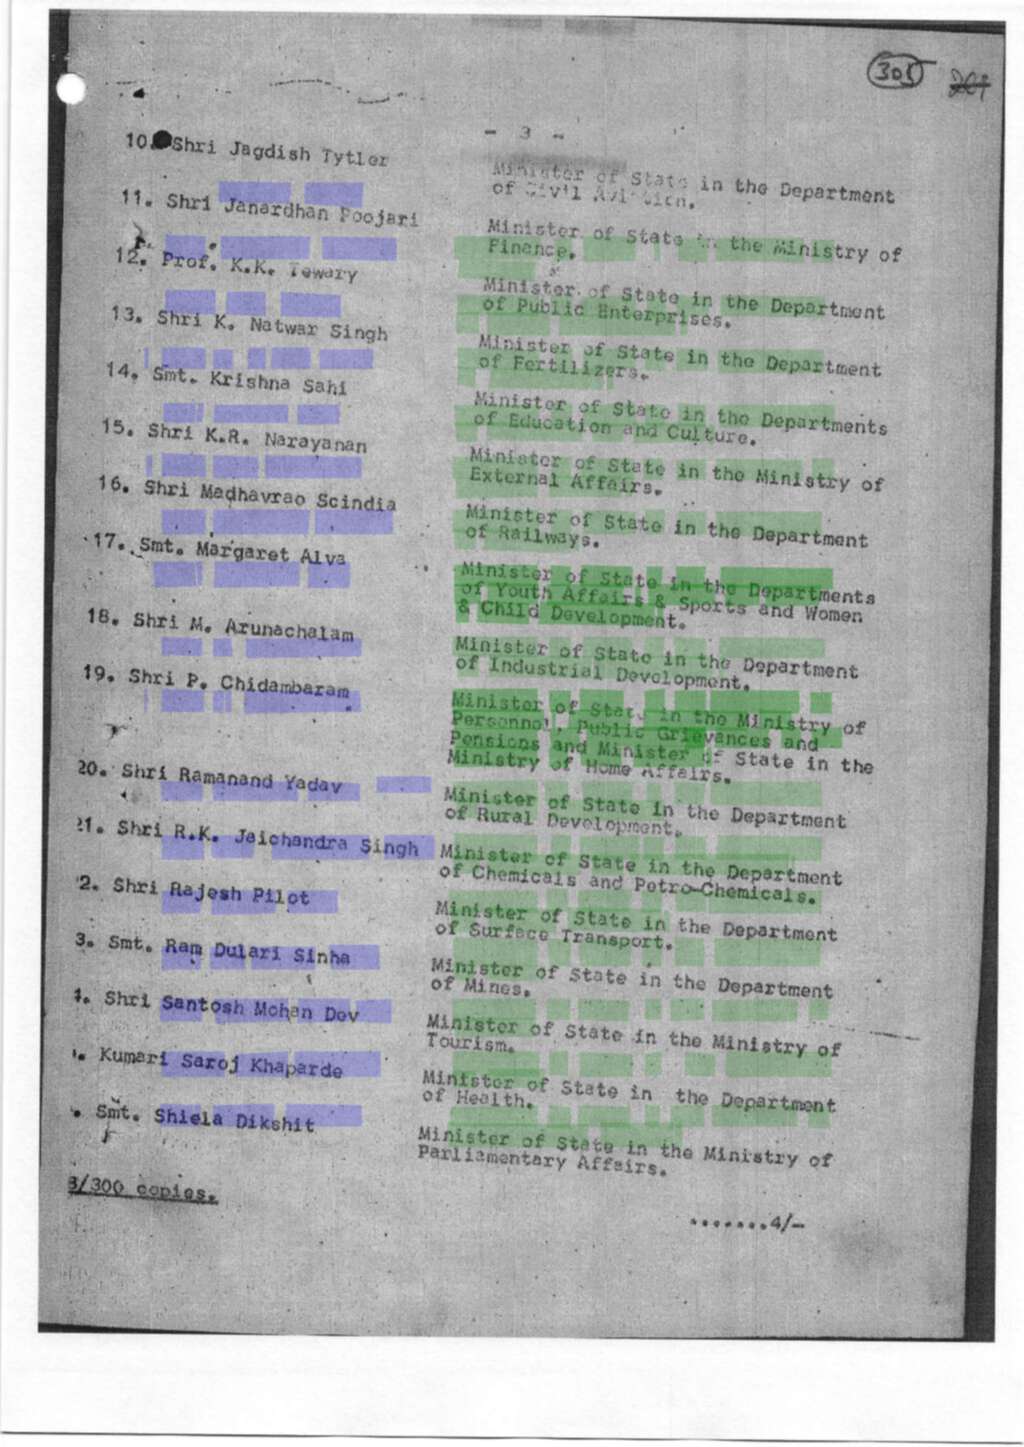 305
- 3 -
10. Shri Jagdish Tytler
Minister of State in the Department
of Civil Aviation.
11. Shri Janardhan Poojari
Minister of State in the Ministry of
Finance.
12. Prof. K.K. Tewary
Minister of State in the Department
of Public Enterprises.
13. Shri K. Natwar Singh
Minister of State in the Department
of Fertilizers.
14. Smt. Krishna Sahi
Minister of State in the Departments
of Education and Culture.
15. Shri K.R. Narayanan
Minister of State in the Ministry of
External Affairs.
16. Shri Madhavrao Scindia
Minister of State in the Department
of Railways.
17. Smt. Margaret Alva
Minister of State in the Departments
of Youth Affairs & Sports and Women
& Child Development.
18. Shri M. Arunachalam
Minister of State in the Department
of Industrial Development.
19. Shri P. Chidambaram
Minister of State in the Ministry of
Personnel, Public Grievances and
Pensions and Minister of State in the
Ministry of Home Affairs.
20. Shri Ramanand Yadav
Minister of State in the Department
of Rural Development.
21. Shri R.K. Jaichandra Singh
Minister of State in the Department
of Chemicals and Petro-Chemicals.
2. Shri Rajesh Pilot
Minister of State in the Department
of Surface Transport.
3. Smt. Ram Dulari Sinha
Minister of State in the Department
of Mines.
4. Shri Santosh Mohan Dev
Minister of State in the Ministry of
Tourism.
. Kumari Saroj Khaparde
Minister of State in the Department
of Health.
. Smt. Shiela Dikshit
Minister of State in the Ministry of
Parliamentary Affairs.
/300 copies.
.......4/-